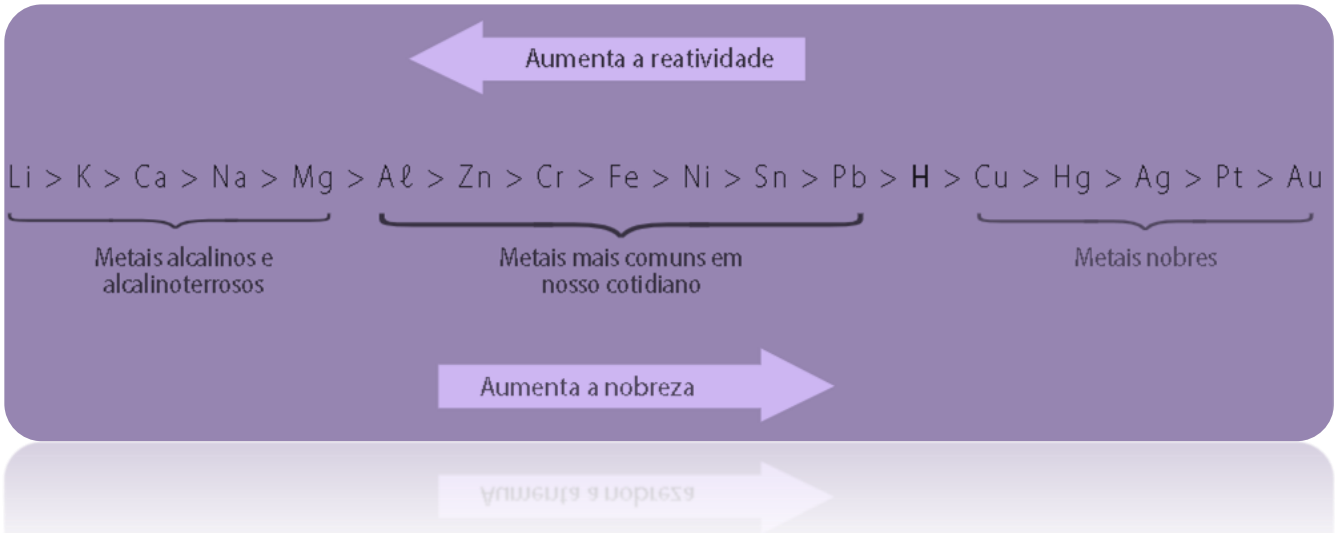 Aumenta a reatividade
Li > K > Ca > Na > Mg > Aℓ > Zn > Cr > Fe > Ni > Sn > Pb > H > Cu > Hg > Ag > Pt > Au
Metais alcalinos e
alcalinoterrosos
Metais mais comuns em
nosso cotidiano
Metais nobres
Aumenta a nobreza